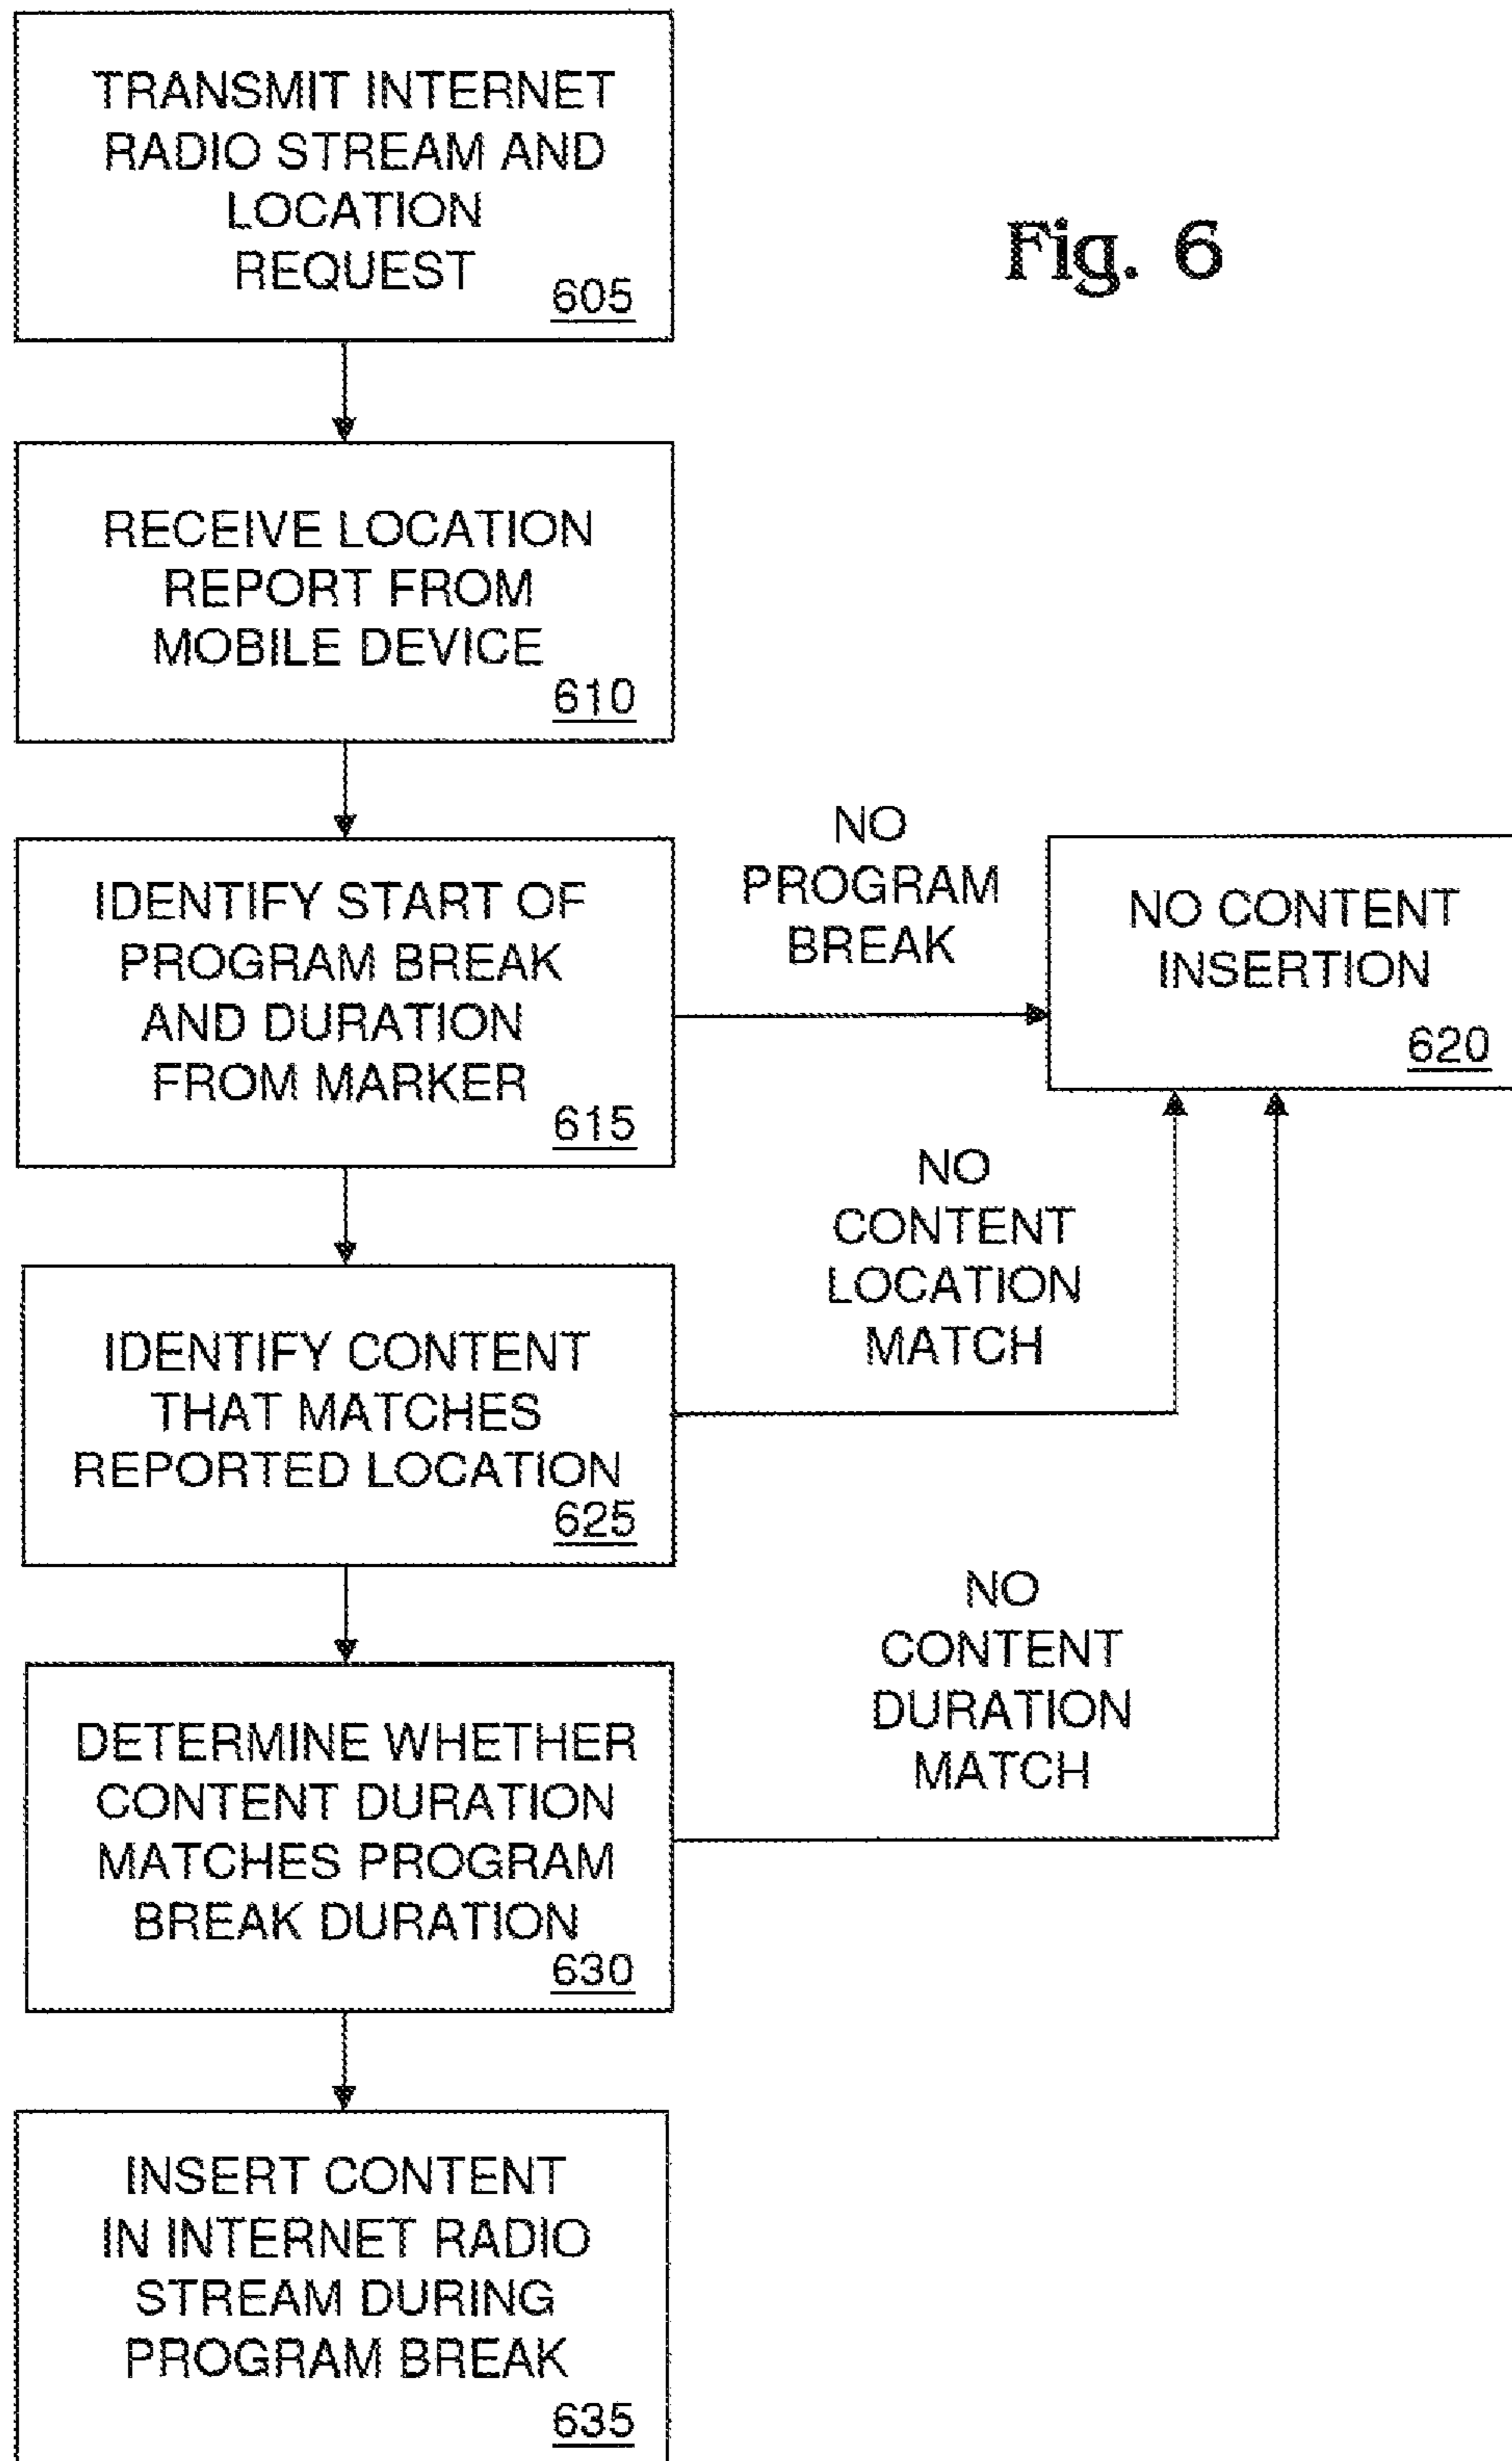 TRANSMIT INTERNET
RADIO STREAM AND
LOCATION
REQUEST
605
Fig. 6
RECEIVE LOCATION
REPORT FROM
MOBILE DEVICE
610
IDENTIFY START OF
PROGRAM BREAK
AND DURATION
FROM MARKER
615
NO
PROGRAM
BREAK
NO CONTENT
INSERTION
620
IDENTIFY CONTENT
THAT MATCHES
REPORTED LOCATION
625
NO
CONTENT
LOCATION
MATCH
DETERMINE WHETHER
CONTENT DURATION
MATCHES PROGRAM
BREAK DURATION
630
NO
CONTENT
DURATION
MATCH
INSERT CONTENT
IN INTERNET RADIO
STREAM DURING
PROGRAM BREAK
635